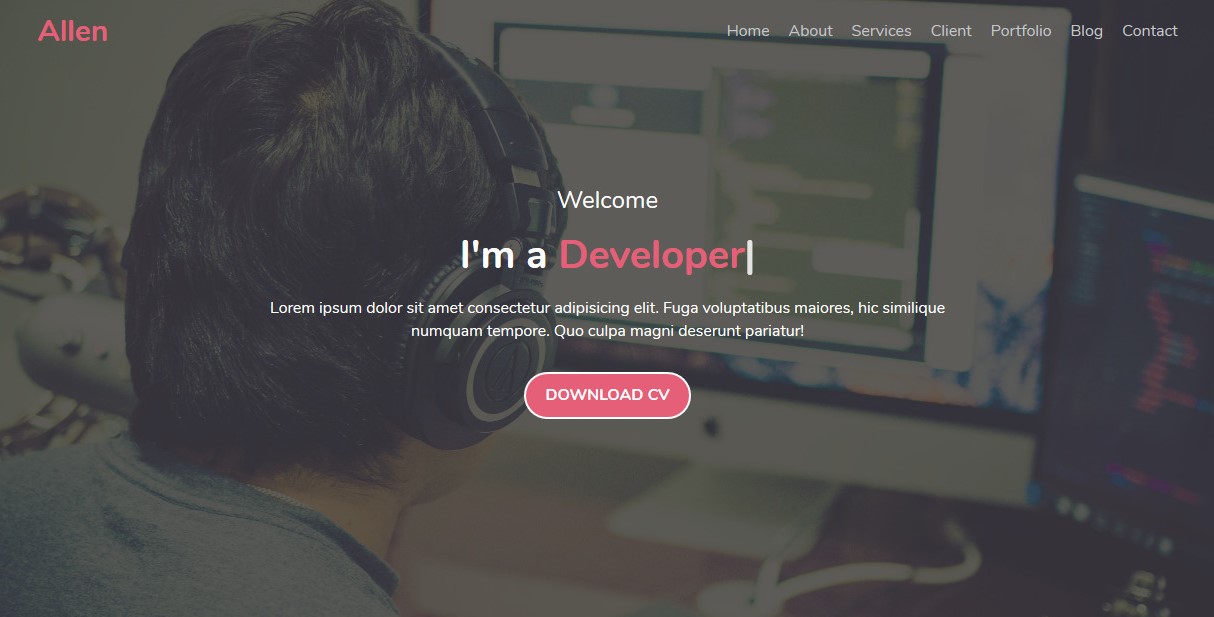 Allen
Home About Services Client Portfolio Blog Contact
Welcome
I'm a Developer|
Lorem ipsum dolor sit amet consectetur adipisicing elit. Fuga voluptatibus maiores, hic similique
numquam tempore. Quo culpa magni deserunt pariatur!
DOWNLOAD CV